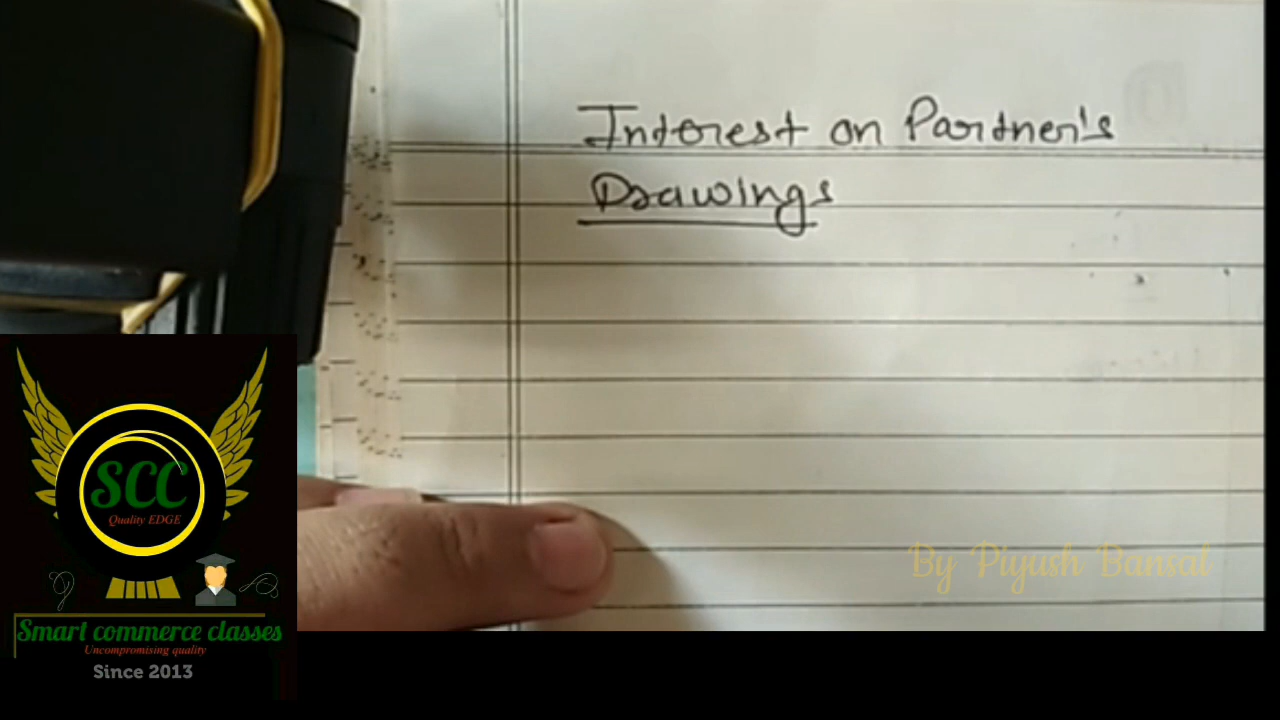 Interest on Partner's
Drawings
SCC
Quality EDGE
By Piyush Bansal
Smart commerce classes
Uncompromising quality
Since 2013